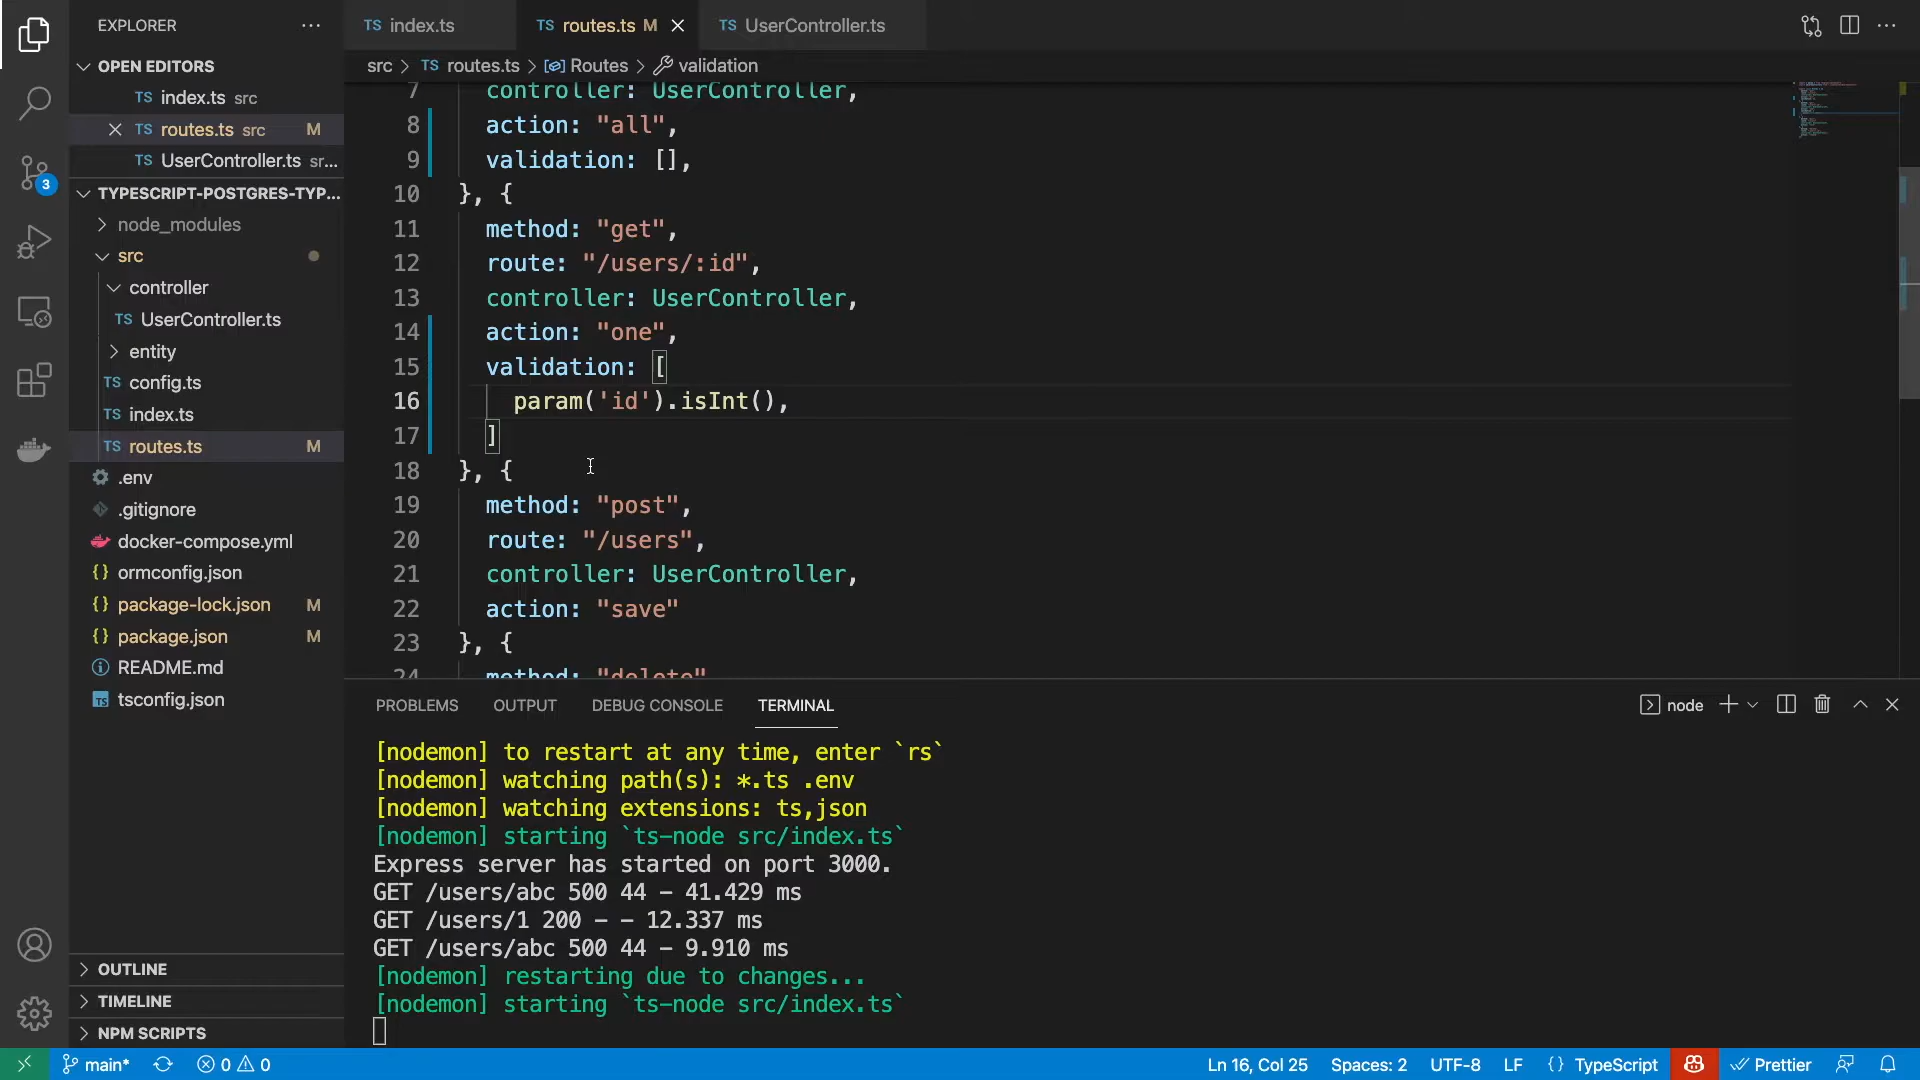 EXPLORER
OPEN EDITORS
TS index.ts src
TS routes.ts src M
TS UserController.ts sr...
3
TYPESCRIPT-POSTGRES-TYP...
node_modules
src
controller
TS UserController.ts
entity
TS config.ts
TS index.ts
TS routes.ts M
.env
.gitignore
docker-compose.yml
{} ormconfig.json
{} package-lock.json M
{} package.json M
README.md
TS tsconfig.json
OUTLINE
TIMELINE
NPM SCRIPTS
TS index.ts
TS routes.ts M
TS UserController.ts
src > TS routes.ts > Routes > validation
7 controller: UserController,
8 action: "all",
9 validation: [],
10 }, {
11 method: "get",
12 route: "/users/:id",
13 controller: UserController,
14 action: "one",
15 validation: [
16 param('id').isInt(),
17 ]
18 }, {
19 method: "post",
20 route: "/users",
21 controller: UserController,
22 action: "save"
23 }, {
24 method: "delete"
PROBLEMS OUTPUT DEBUG CONSOLE TERMINAL
node
[nodemon] to restart at any time, enter `rs`
[nodemon] watching path(s): *.ts .env
[nodemon] watching extensions: ts,json
[nodemon] starting `ts-node src/index.ts`
Express server has started on port 3000.
GET /users/abc 500 44 - 41.429 ms
GET /users/1 200 - - 12.337 ms
GET /users/abc 500 44 - 9.910 ms
[nodemon] restarting due to changes...
[nodemon] starting `ts-node src/index.ts`
main* 0 0 Ln 16, Col 25 Spaces: 2 UTF-8 LF {} TypeScript Prettier